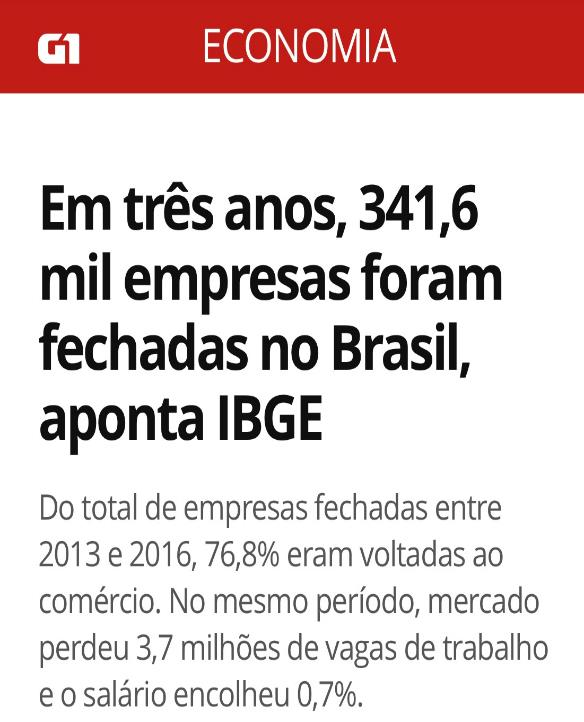 G1
ECONOMIA
Em três anos, 341,6
mil empresas foram
fechadas no Brasil,
aponta IBGE
Do total de empresas fechadas entre
2013 e 2016, 76,8% eram voltadas ao
comércio. No mesmo período, mercado
perdeu 3,7 milhões de vagas de trabalho
e o salário encolheu 0,7%.